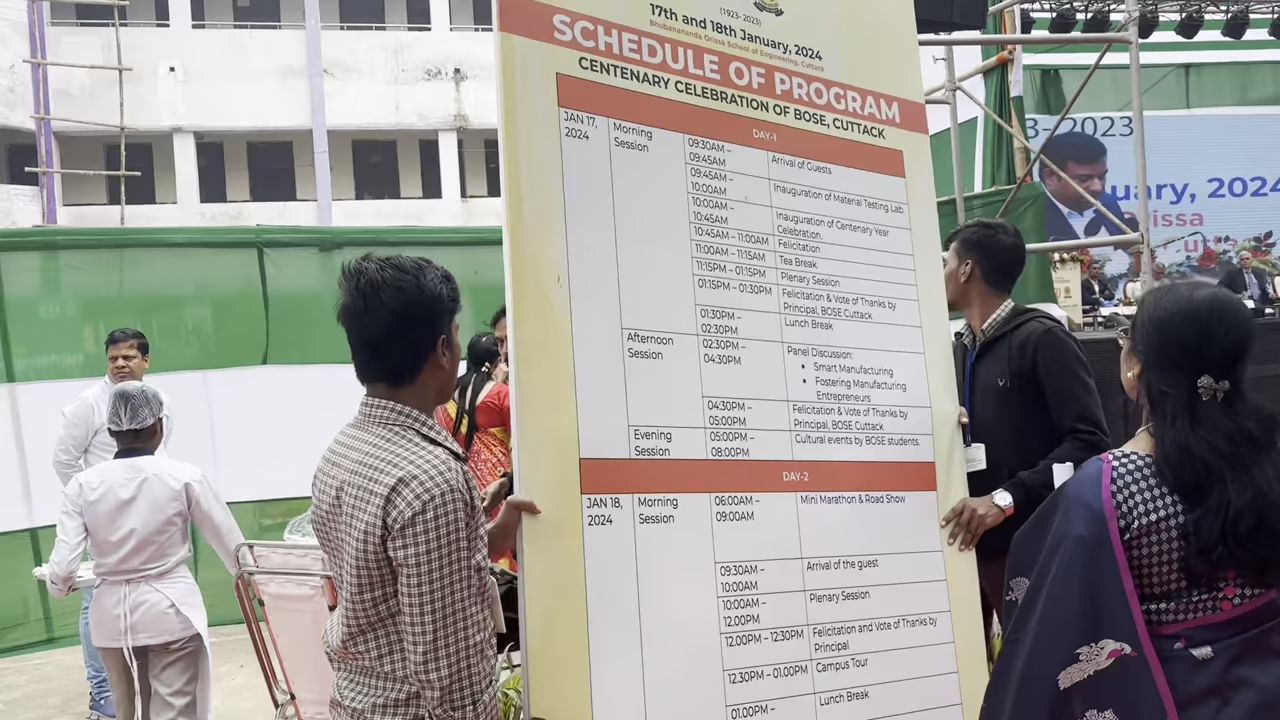 (1923-2023)
17th and 18th January, 2024
Bhubanananda Orissa School of Engineering, Cuttack
SCHEDULE OF PROGRAM
CENTENARY CELEBRATION OF BOSE, CUTTACK
DAY-1
JAN 17, 2024
Morning Session
09:30AM – 09:45AM Arrival of Guests
09:45AM – 10:00AM Inauguration of Material Testing Lab.
10:00AM – 10:45AM Inauguration of Centenary Year Celebration.
10:45AM – 11:00AM Felicitation
11:00AM – 11:15AM Tea Break
11:15PM – 01:15PM Plenary Session
01:15PM – 01:30PM Felicitation & Vote of Thanks by Principal, BOSE Cuttack
01:30PM – 02:30PM Lunch Break
Afternoon Session
02:30PM – 04:30PM Panel Discussion:
• Smart Manufacturing
• Fostering Manufacturing Entrepreneurs
04:30PM – 05:00PM Felicitation & Vote of Thanks by Principal, BOSE Cuttack
Evening Session
05:00PM – 08:00PM Cultural events by BOSE students.
DAY-2
JAN 18, 2024
Morning Session
06:00AM – 09:00AM Mini Marathon & Road Show
09:30AM – 10:00AM Arrival of the guest
10:00AM – 12.00PM Plenary Session
12.00PM – 12:30PM Felicitation and Vote of Thanks by Principal
12.30PM – 01.00PM Campus Tour
01.00PM – Lunch Break
3-2023
uary, 2024
rissa
utta